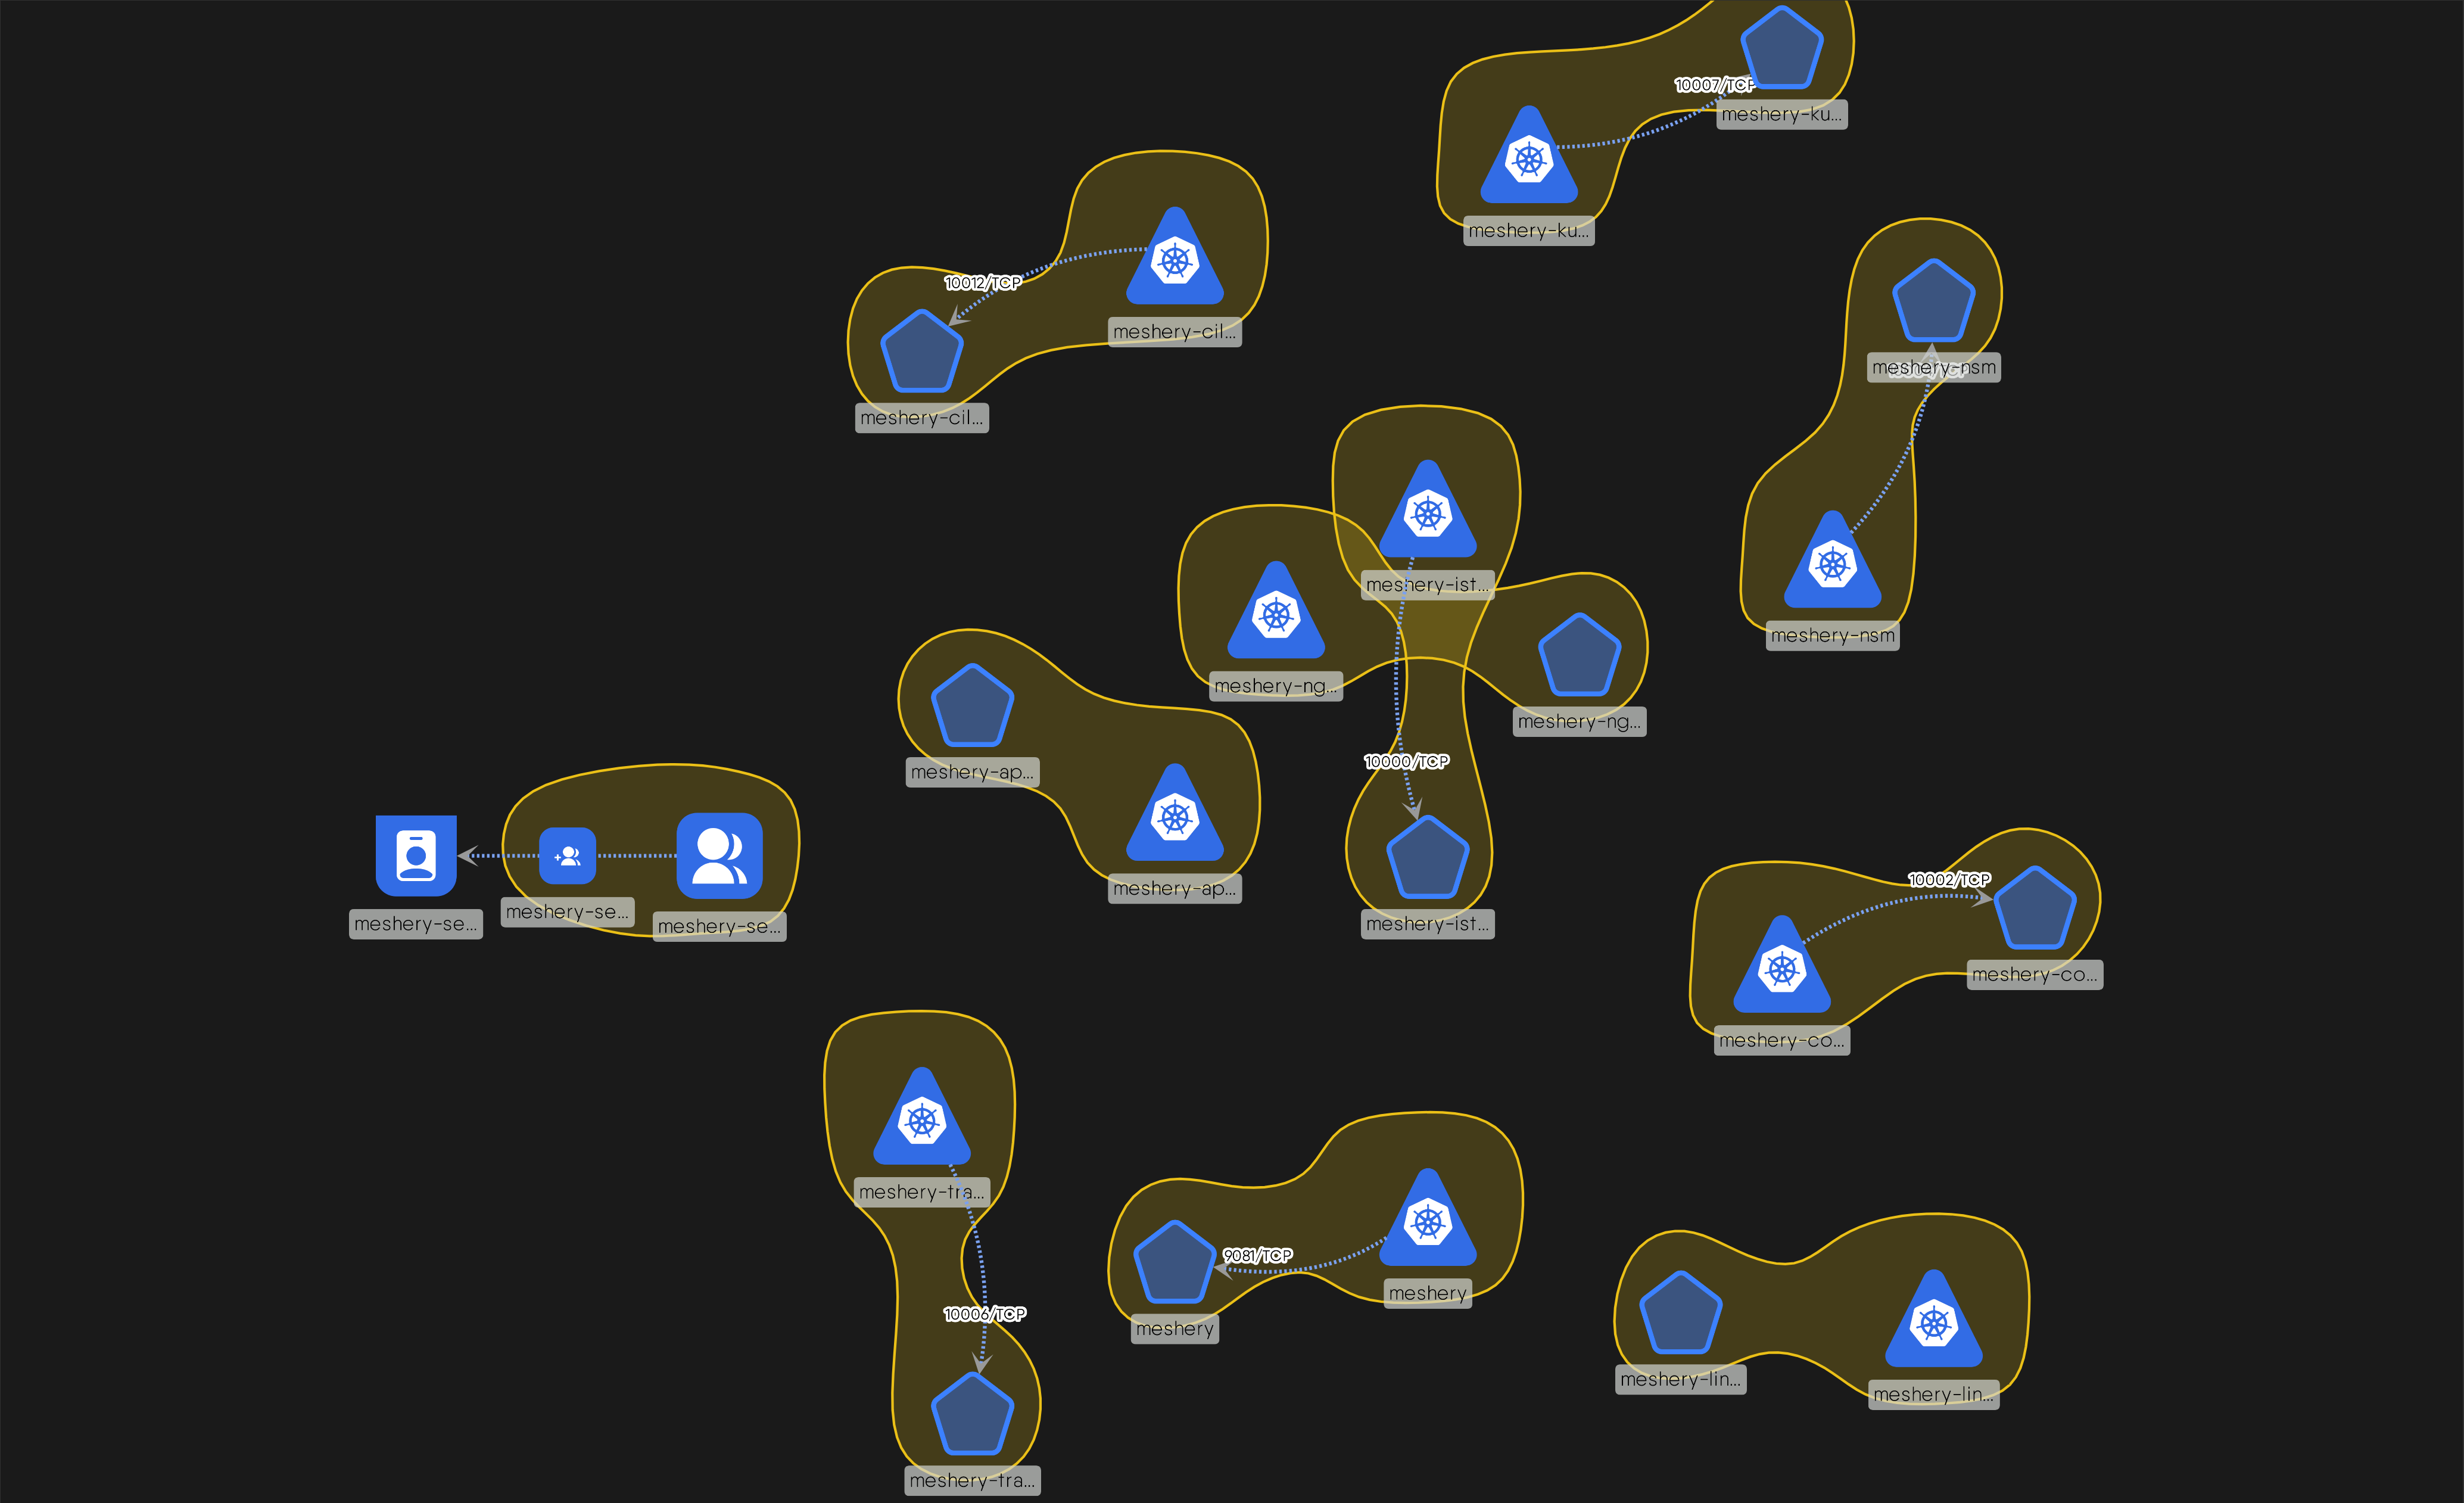 10007/TCP
meshery-ku...
meshery-ku...
10012/TCP
meshery-cil...
meshery-cil...
meshery-nsm
meshery-nsm
meshery-ist...
meshery-ng...
meshery-ng...
meshery-ap...
10000/TCP
meshery-ap...
meshery-ist...
meshery-se...
meshery-se...
meshery-se...
10002/TCP
meshery-co...
meshery-co...
meshery-tra...
9081/TCP
meshery
meshery
10006/TCP
meshery-lin...
meshery-lin...
meshery-tra...